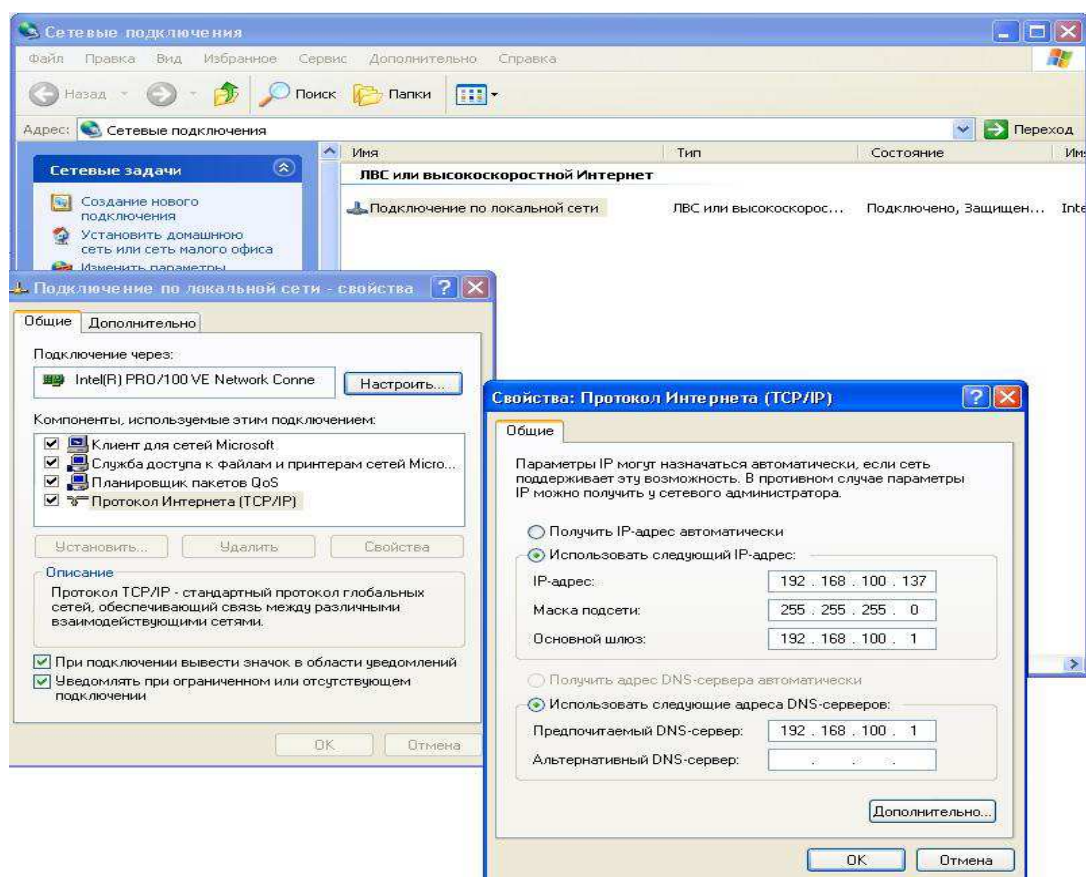 Сетевые подключения
Файл Правка Вид Избранное Сервис Дополнительно Справка
Назад Поиск Папки
Адрес: Сетевые подключения Переход
Сетевые задачи
Создание нового
подключения
Установить домашнюю
сеть или сеть малого офиса
Изменить параметры
Имя Тип Состояние
ЛВС или высокоскоростной Интернет
Подключение по локальной сети ЛВС или высокоскорос... Подключено, Защищен... Inte
Подключение по локальной сети - свойства
Общие Дополнительно
Подключение через:
Intel(R) PRO/100 VE Network Conne Настроить...
Компоненты, используемые этим подключением:
Клиент для сетей Microsoft
Служба доступа к файлам и принтерам сетей Micro...
Планировщик пакетов QoS
Протокол Интернета (TCP/IP)
Установить... Удалить Свойства
Описание
Протокол TCP/IP - стандартный протокол глобальных
сетей, обеспечивающий связь между различными
взаимодействующими сетями.
При подключении вывести значок в области уведомлений
Уведомлять при ограниченном или отсутствующем
подключении
OK Отмена
Свойства: Протокол Интернета (TCP/IP)
Общие
Параметры IP могут назначаться автоматически, если сеть
поддерживает эту возможность. В противном случае параметры
IP можно получить у сетевого администратора.
Получить IP-адрес автоматически
Использовать следующий IP-адрес:
IP-адрес: 192 . 168 . 100 . 137
Маска подсети: 255 . 255 . 255 . 0
Основной шлюз: 192 . 168 . 100 . 1
Получить адрес DNS-сервера автоматически
Использовать следующие адреса DNS-серверов:
Предпочитаемый DNS-сервер: 192 . 168 . 100 . 1
Альтернативный DNS-сервер: . . .
Дополнительно...
OK Отмена